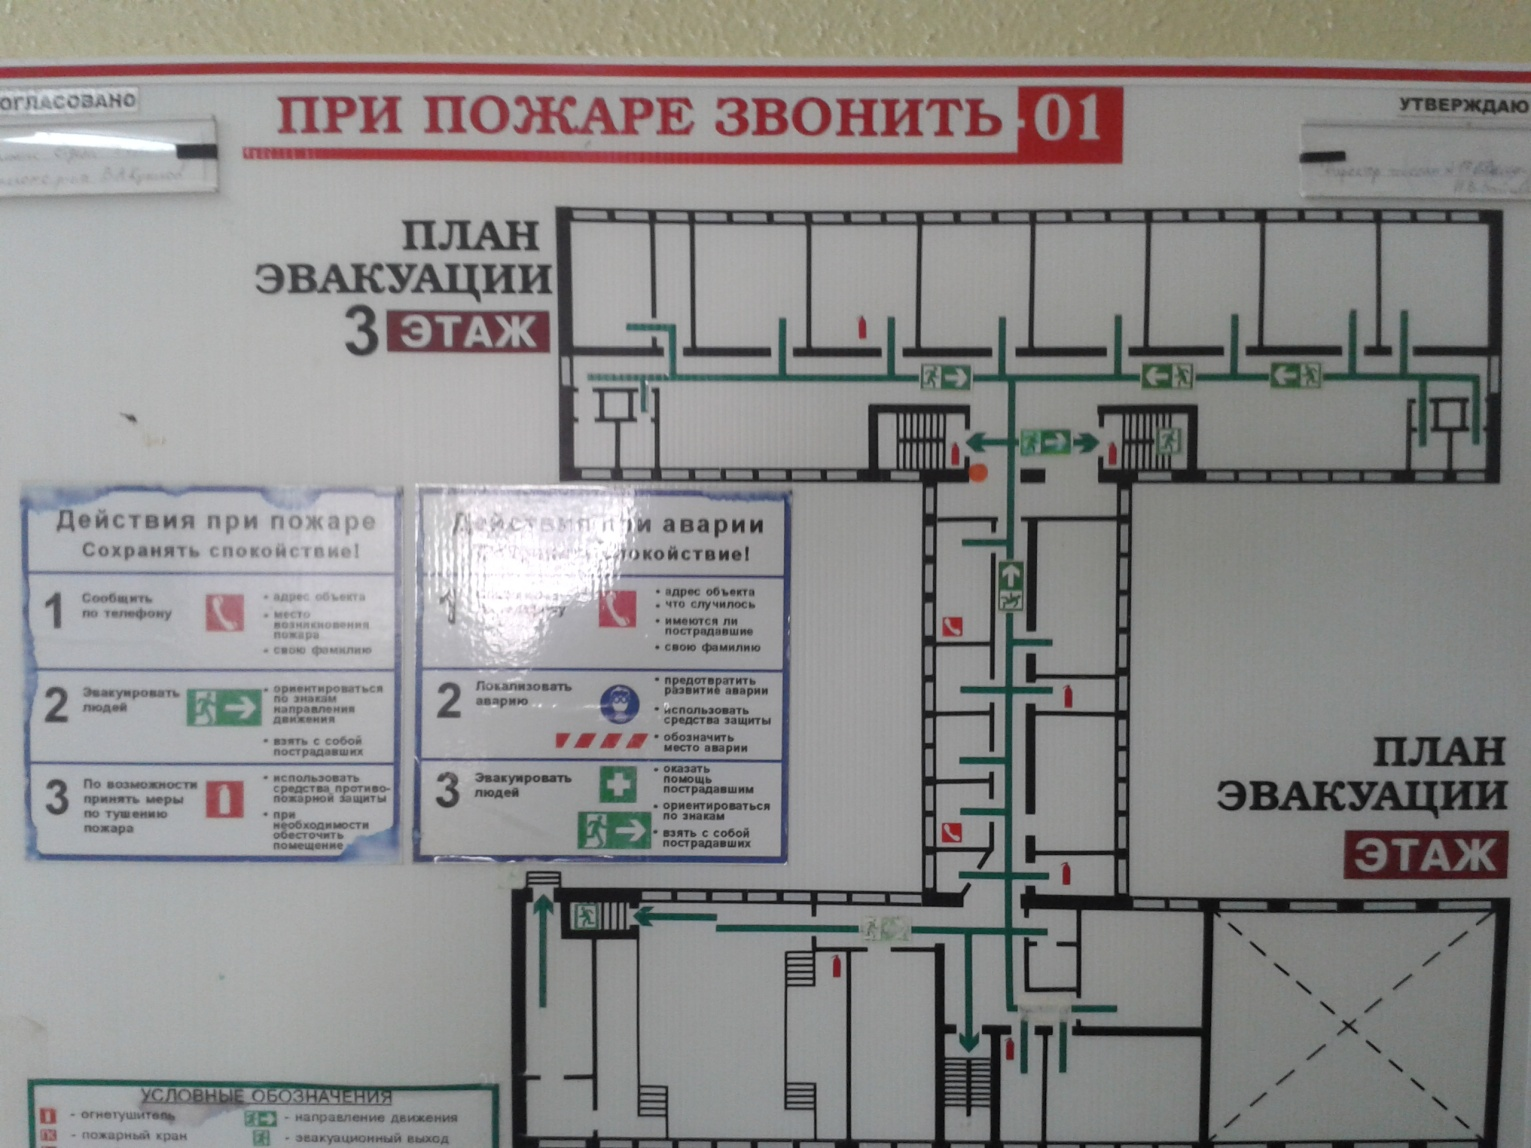 ОГЛАСОВАНО
ПРИ ПОЖАРЕ ЗВОНИТЬ 01
УТВЕРЖДАЮ
ПЛАН
ЭВАКУАЦИИ
3 ЭТАЖ
Действия при пожаре
Сохранять спокойствие!
1 Сообщить
по телефону
• адрес объекта
• место
возникновения
пожара
• свою фамилию
2 Эвакуировать
людей
• ориентироваться
по знакам
направления
движения
• взять с собой
пострадавших
3 По возможности
принять меры
по тушению
пожара
• использовать
средства противо-
пожарной защиты
• при
необходимости
обесточить
помещение
Действия при аварии
спокойствие!
1
• адрес объекта
• что случилось
• имеются ли
пострадавшие
• свою фамилию
2 Локализовать
аварию
• предотвратить
развитие аварии
• использовать
средства защиты
• обозначить
место аварии
3 Эвакуировать
людей
• оказать
помощь
пострадавшим
• ориентироваться
по знакам
• взять с собой
пострадавших
ПЛАН
ЭВАКУАЦИИ
ЭТАЖ
УСЛОВНЫЕ ОБОЗНАЧЕНИЯ
- огнетушитель
- направление движения
ПК - пожарный кран
- эвакуационный выход